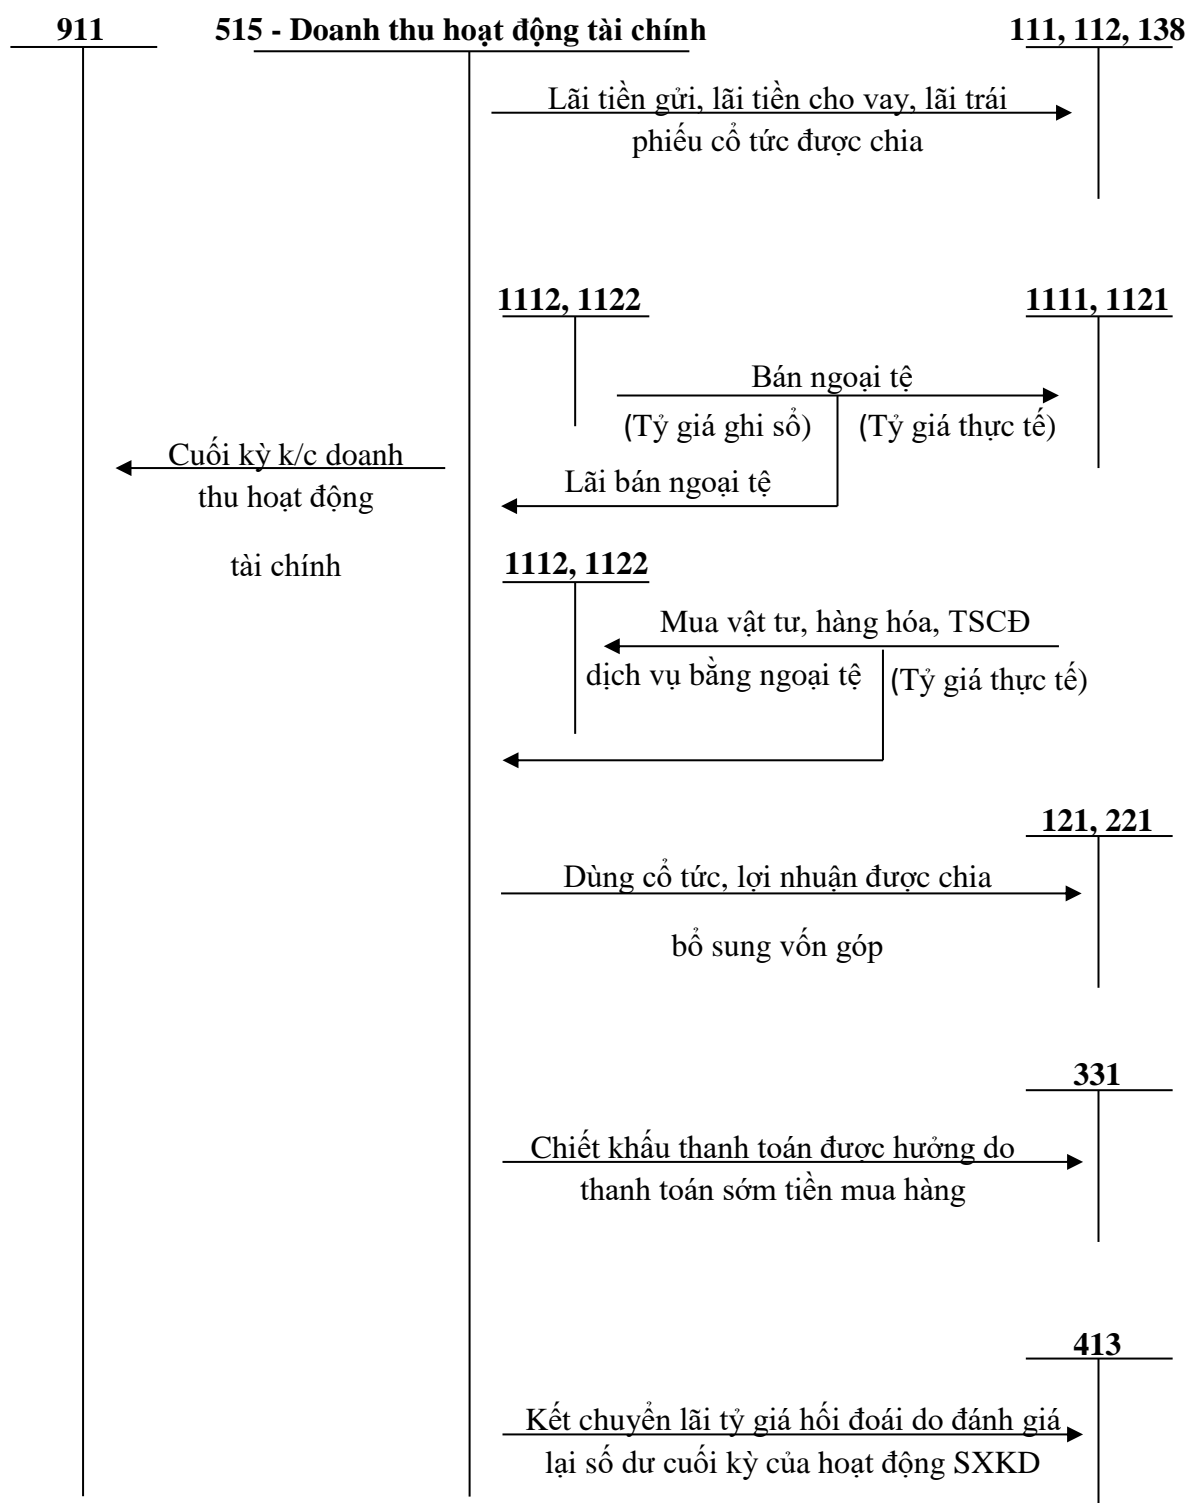 911
515 - Doanh thu hoạt động tài chính
111, 112, 138
Lãi tiền gửi, lãi tiền cho vay, lãi trái
phiếu cổ tức được chia
1112, 1122
1111, 1121
Bán ngoại tệ
(Tỷ giá ghi sổ)
(Tỷ giá thực tế)
Lãi bán ngoại tệ
Cuối kỳ k/c doanh
thu hoạt động
tài chính
1112, 1122
Mua vật tư, hàng hóa, TSCĐ
dịch vụ bằng ngoại tệ
(Tỷ giá thực tế)
121, 221
Dùng cổ tức, lợi nhuận được chia
bổ sung vốn góp
331
Chiết khấu thanh toán được hưởng do
thanh toán sớm tiền mua hàng
413
Kết chuyển lãi tỷ giá hối đoái do đánh giá
lại số dư cuối kỳ của hoạt động SXKD